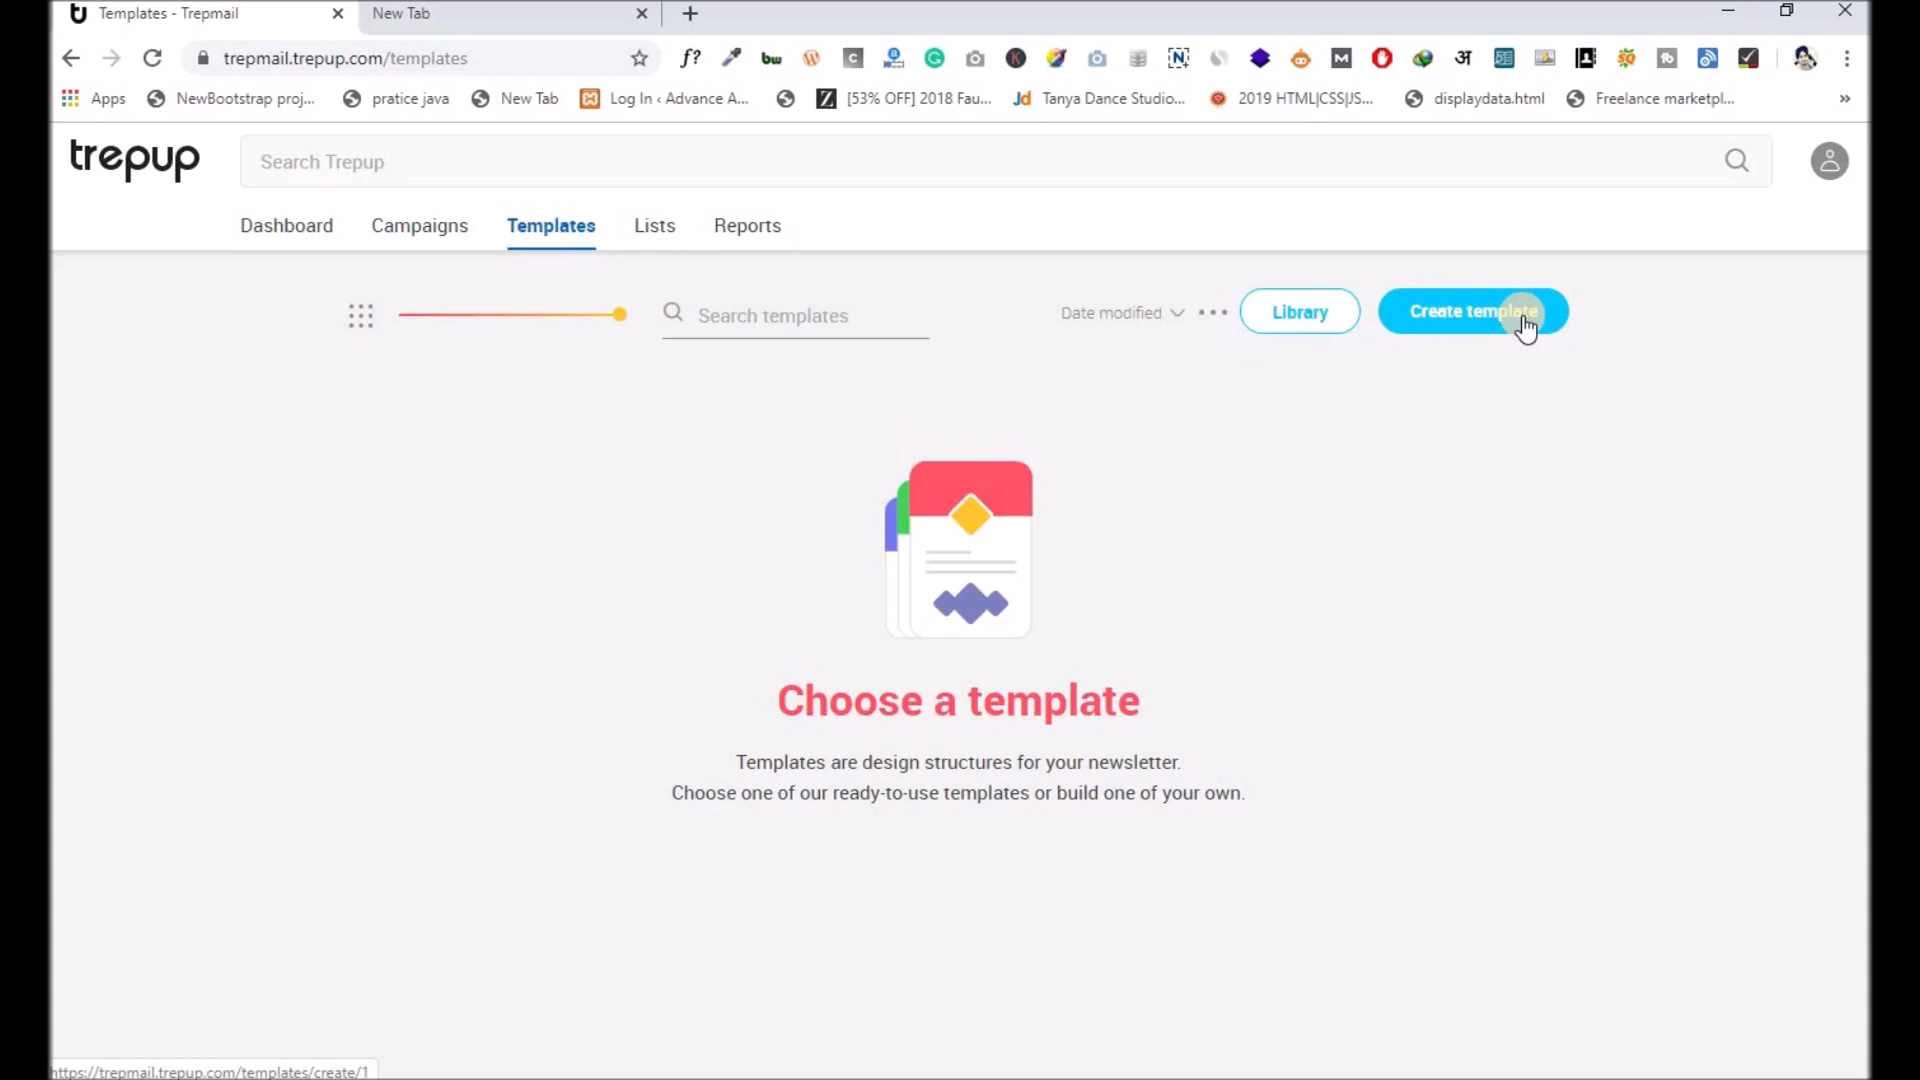 Templates - Trepmail
New Tab
trepmail.trepup.com/templates
Apps
NewBootstrap proj...
pratice java
New Tab
Log In ‹ Advance A...
[53% OFF] 2018 Fau...
Jd Tanya Dance Studio...
2019 HTML|CSS|JS...
displaydata.html
Freelance marketpl...
»
trepup
Search Trepup
Dashboard
Campaigns
Templates
Lists
Reports
Search templates
Date modified
Library
Create template
Choose a template
Templates are design structures for your newsletter.
Choose one of our ready-to-use templates or build one of your own.
https://trepmail.trepup.com/templates/create/1